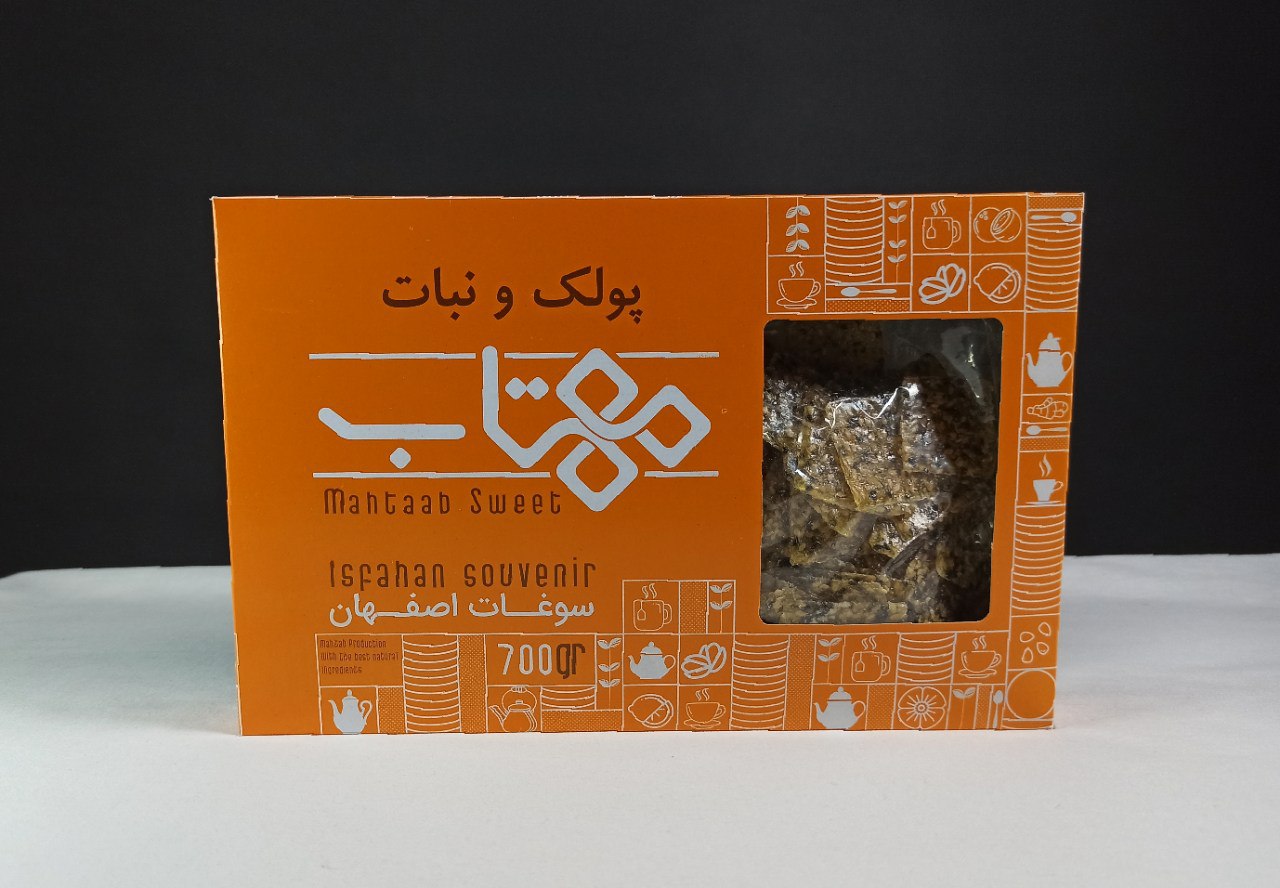 پولک و نبات
مهتاب
Mahtaab Sweet
Isfahan souvenir
سوغات اصفهان
Mahtab Production
With the best natural
Ingredients
700gr